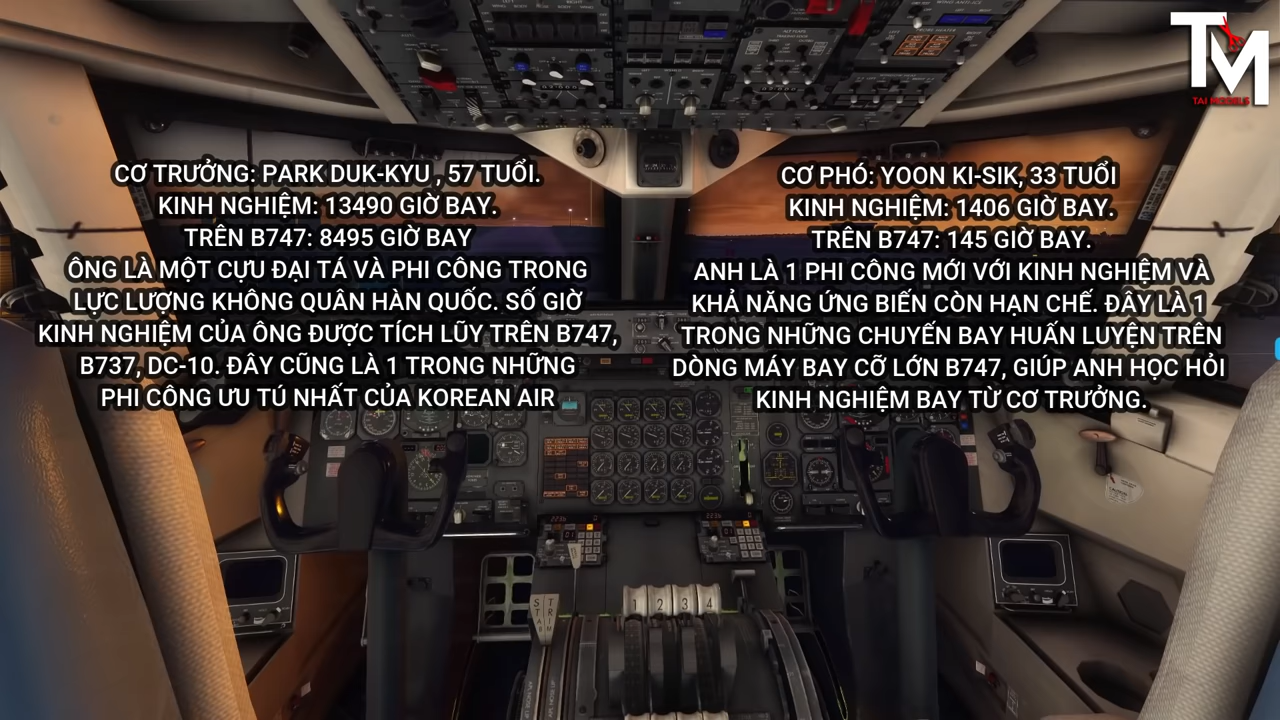 TM
TAI MODELS
CƠ TRƯỞNG: PARK DUK-KYU , 57 TUỔI.
KINH NGHIỆM: 13490 GIỜ BAY.
TRÊN B747: 8495 GIỜ BAY
ÔNG LÀ MỘT CỰU ĐẠI TÁ VÀ PHI CÔNG TRONG
LỰC LƯỢNG KHÔNG QUÂN HÀN QUỐC. SỐ GIỜ
KINH NGHIỆM CỦA ÔNG ĐƯỢC TÍCH LŨY TRÊN B747,
B737, DC-10. ĐÂY CŨNG LÀ 1 TRONG NHỮNG
PHI CÔNG ƯU TÚ NHẤT CỦA KOREAN AIR
CƠ PHÓ: YOON KI-SIK, 33 TUỔI
KINH NGHIỆM: 1406 GIỜ BAY.
TRÊN B747: 145 GIỜ BAY.
ANH LÀ 1 PHI CÔNG MỚI VỚI KINH NGHIỆM VÀ
KHẢ NĂNG ỨNG BIẾN CÒN HẠN CHẾ. ĐÂY LÀ 1
TRONG NHỮNG CHUYẾN BAY HUẤN LUYỆN TRÊN
DÒNG MÁY BAY CỠ LỚN B747, GIÚP ANH HỌC HỎI
KINH NGHIỆM BAY TỪ CƠ TRƯỞNG.
1 2 3 4
STAB TRIM